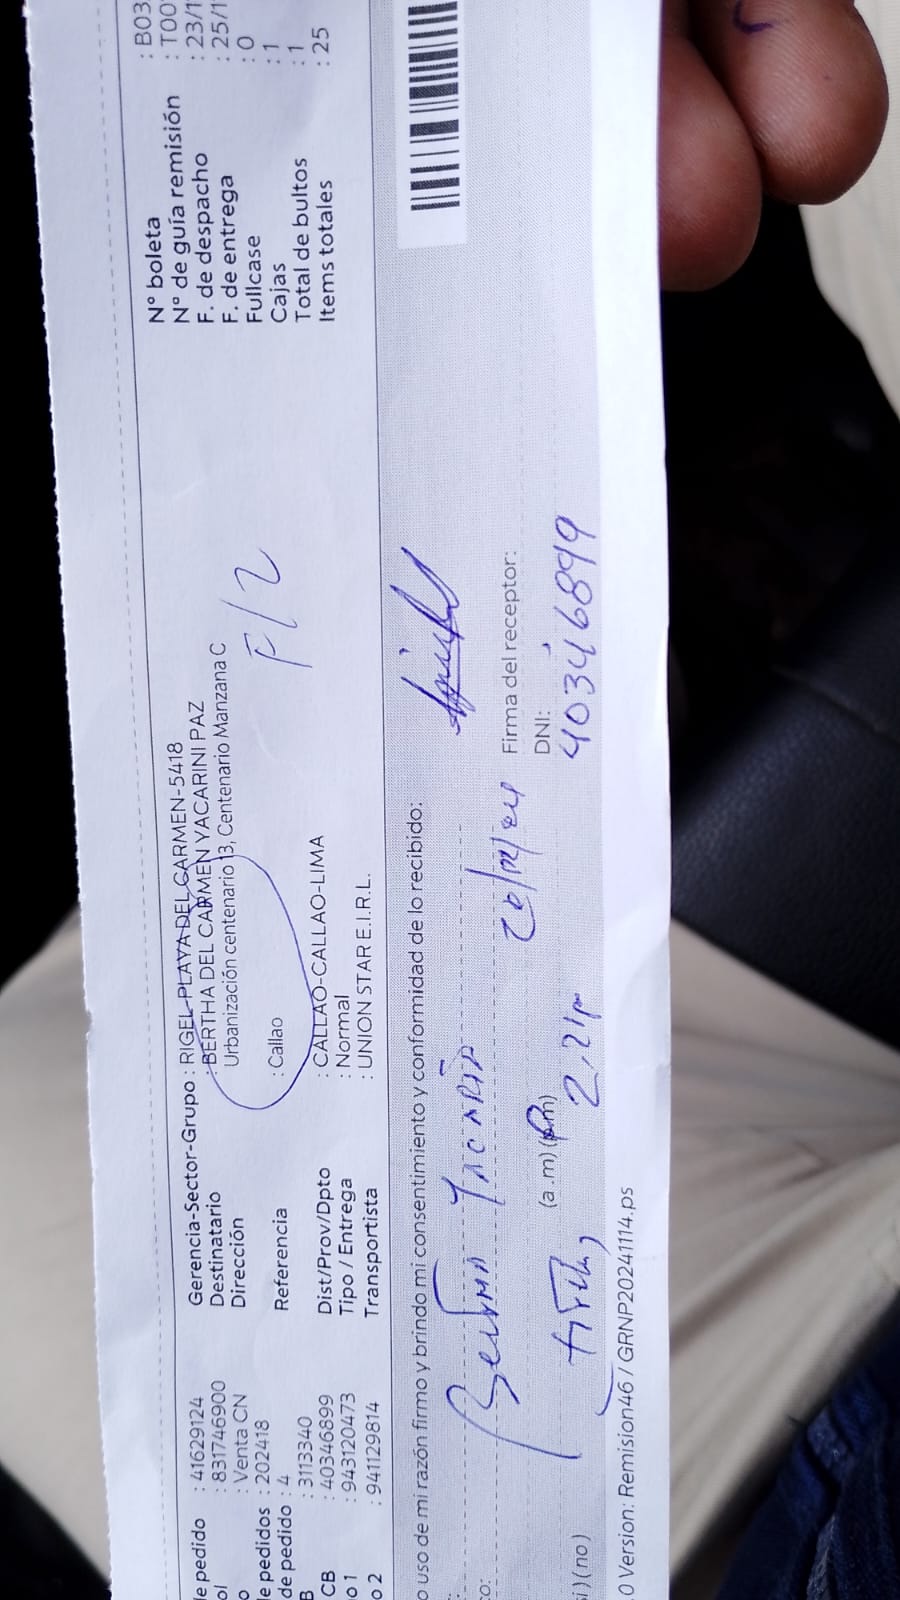 le pedido : 41629124
ol : 831746900
o : Venta CN
le pedidos : 202418
de pedido : 4
B : 3113340
CB : 40346899
o 1 : 943120473
o 2 : 941129814
Gerencia-Sector-Grupo : RIGEL-PLAYA DEL CARMEN-5418
Destinatario : BERTHA DEL CARMEN YACARINI PAZ
Dirección Urbanización centenario 13, Centenario Manzana C
Referencia : Callao
Dist/Prov/Dpto : CALLAO-CALLAO-LIMA
Tipo / Entrega : Normal
Transportista : UNION STAR E.I.R.L.
F/2
N° boleta : B03
N° de guía remisión : T001
F. de despacho : 23/1
F. de entrega : 25/1
Fullcase : 0
Cajas : 1
Total de bultos : 1
Items totales : 25
o uso de mi razón firmo y brindo mi consentimiento y conformidad de lo recibido:
Firma del receptor:
to:
(a .m) (p.m) 2,21p
DNI:
40346899
si ) ( no )
.0 Version: Remision46 / GRNP20241114.ps